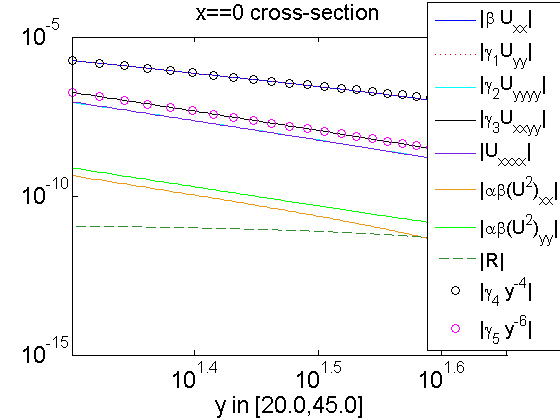 x==0 cross-section
10^-5
10^-10
10^-15
10^1.4
10^1.5
10^1.6
y in [20.0,45.0]
|β U_xx|
|γ_1 U_yy|
|γ_2 U_yyyy|
|γ_3 U_xxyy|
|U_xxxx|
|αβ(U^2)_xx|
|αβ(U^2)_yy|
|R|
|γ_4 y^-4|
|γ_5 y^-6|